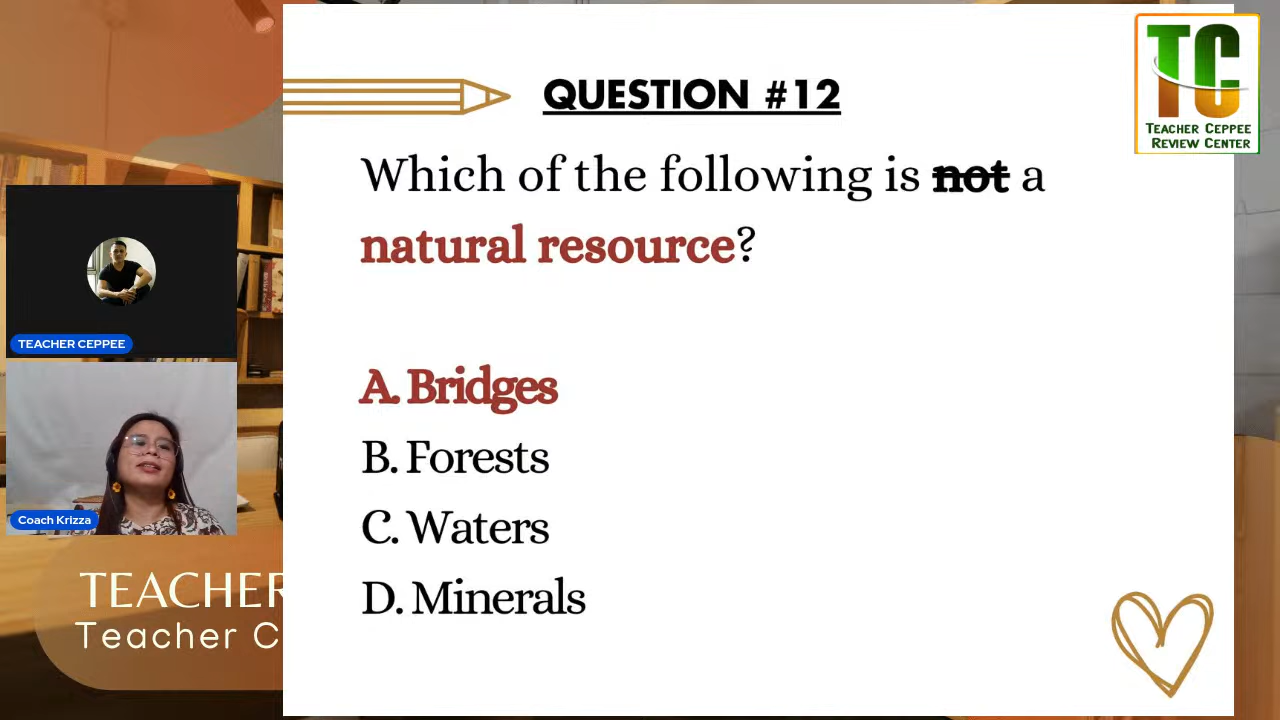 TC
TEACHER CEPPEE
REVIEW CENTER
QUESTION #12
Which of the following is not a
natural resource?
A. Bridges
B. Forests
C. Waters
D. Minerals
TEACHER CEPPEE
Coach Krizza
TEACHER
Teacher C